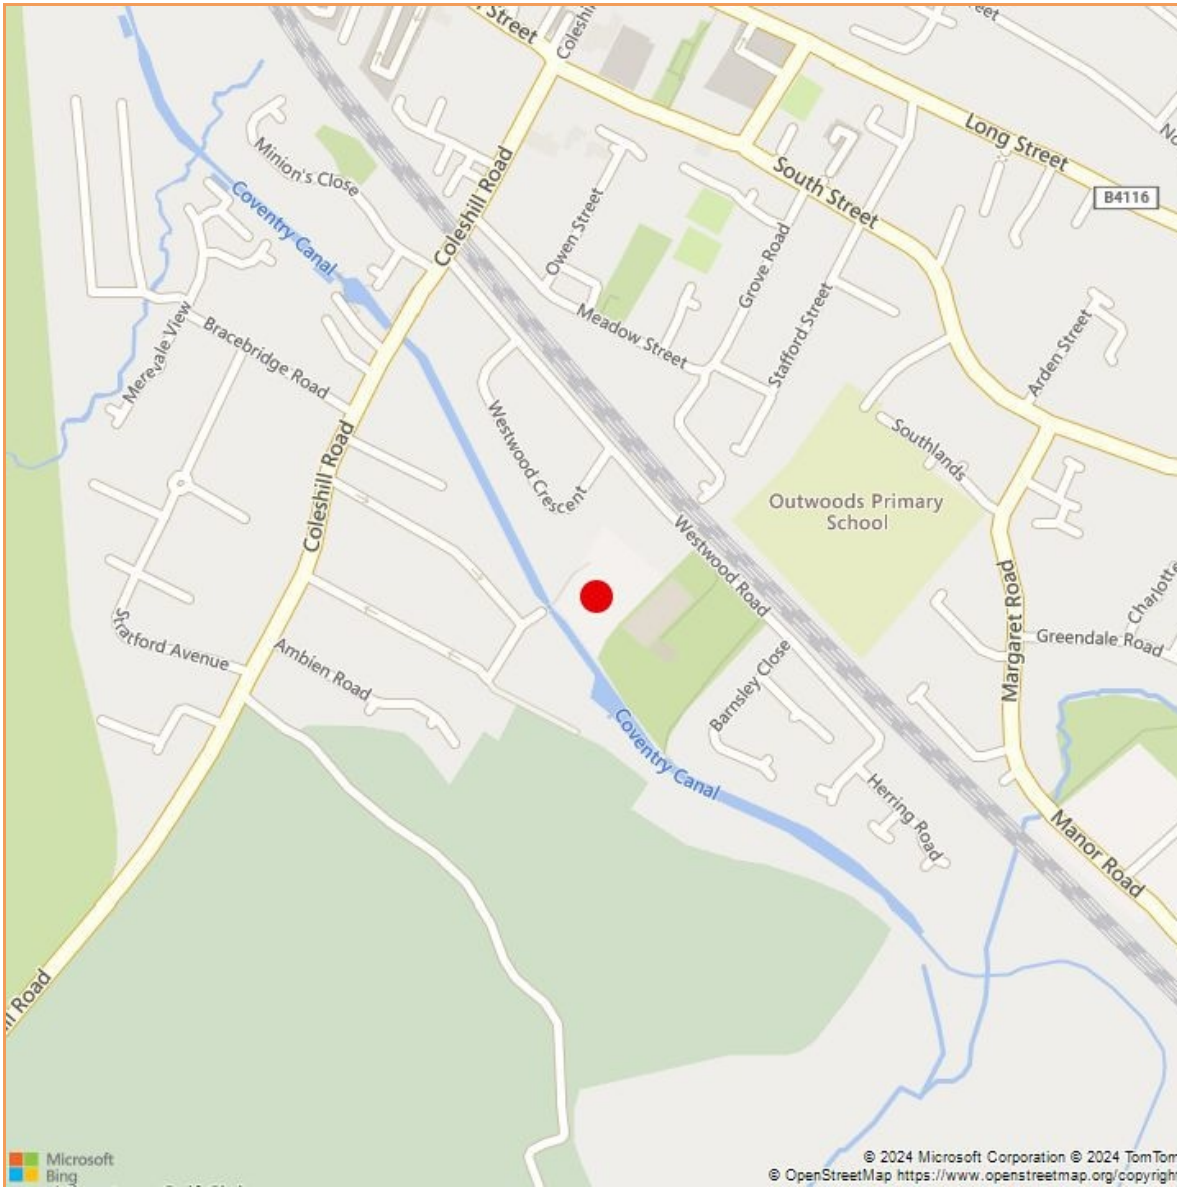 Street
Coleshill
Street
Long Street
B4116
South Street
Minion's Close
Coventry Canal
Coleshill Road
Owen Street
Grove Road
Stafford Street
Meadow Street
Arden Street
Merevale View
Bracebridge Road
Westwood Crescent
Southlands
Outwoods Primary
School
Coleshill Road
Westwood Road
Margaret Road
Charlotte
Greendale Road
Stratford Avenue
Ambien Road
Barnsley Close
Coventry Canal
Herring Road
Manor Road
Road
Microsoft
Bing
© 2024 Microsoft Corporation © 2024 TomTom
© OpenStreetMap https://www.openstreetmap.org/copyright